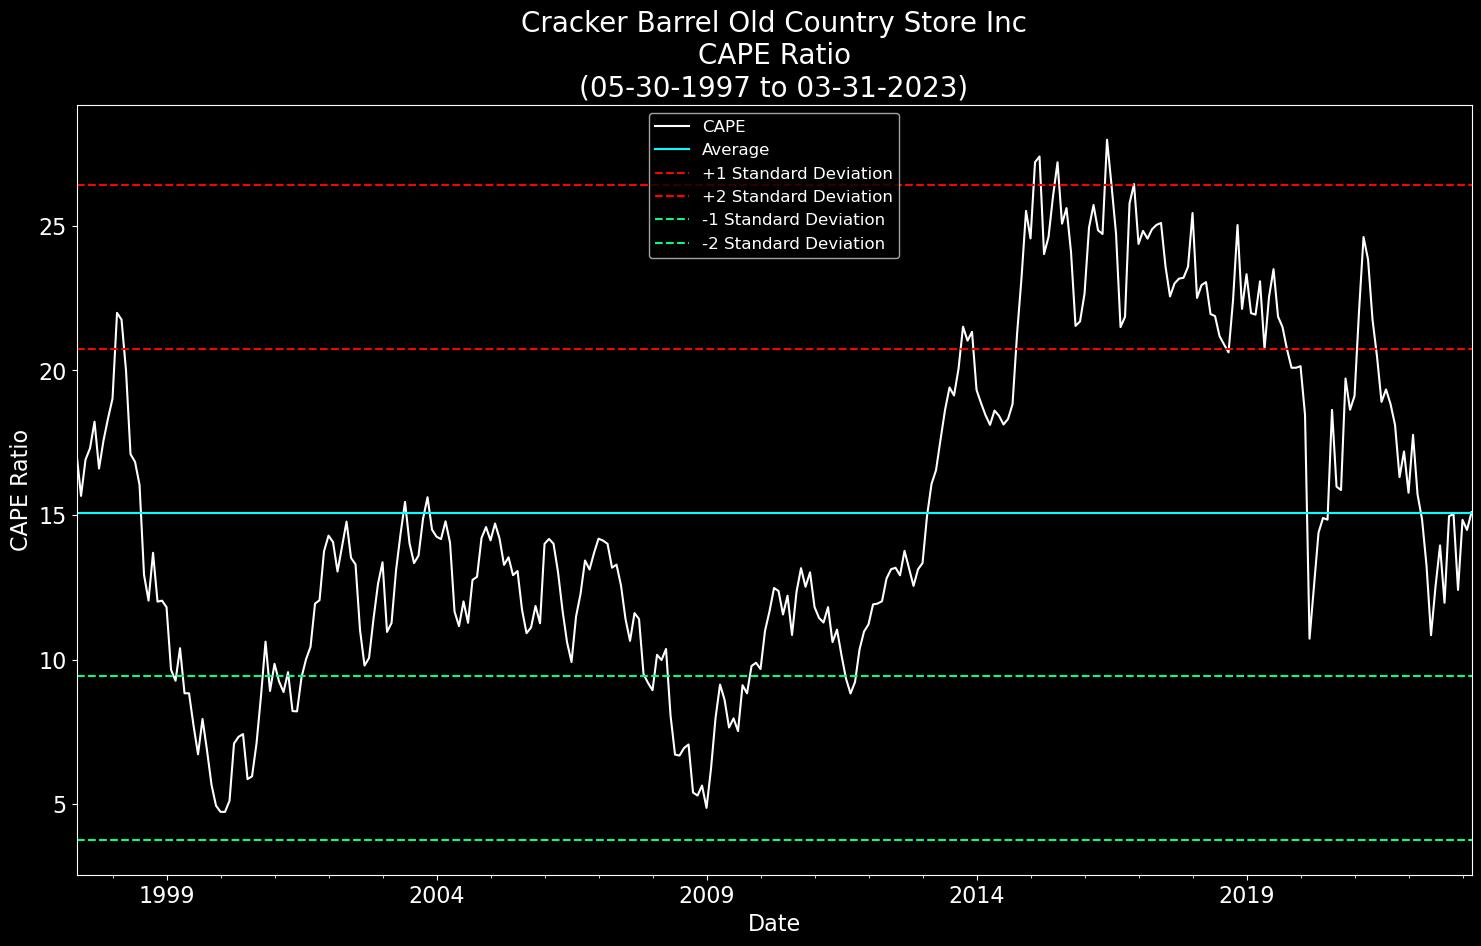 Cracker Barrel Old Country Store Inc
CAPE Ratio
(05-30-1997 to 03-31-2023)
CAPE
Average
+1 Standard Deviation
+2 Standard Deviation
-1 Standard Deviation
-2 Standard Deviation
CAPE Ratio
25
20
15
10
5
1999
2004
2009
2014
2019
Date